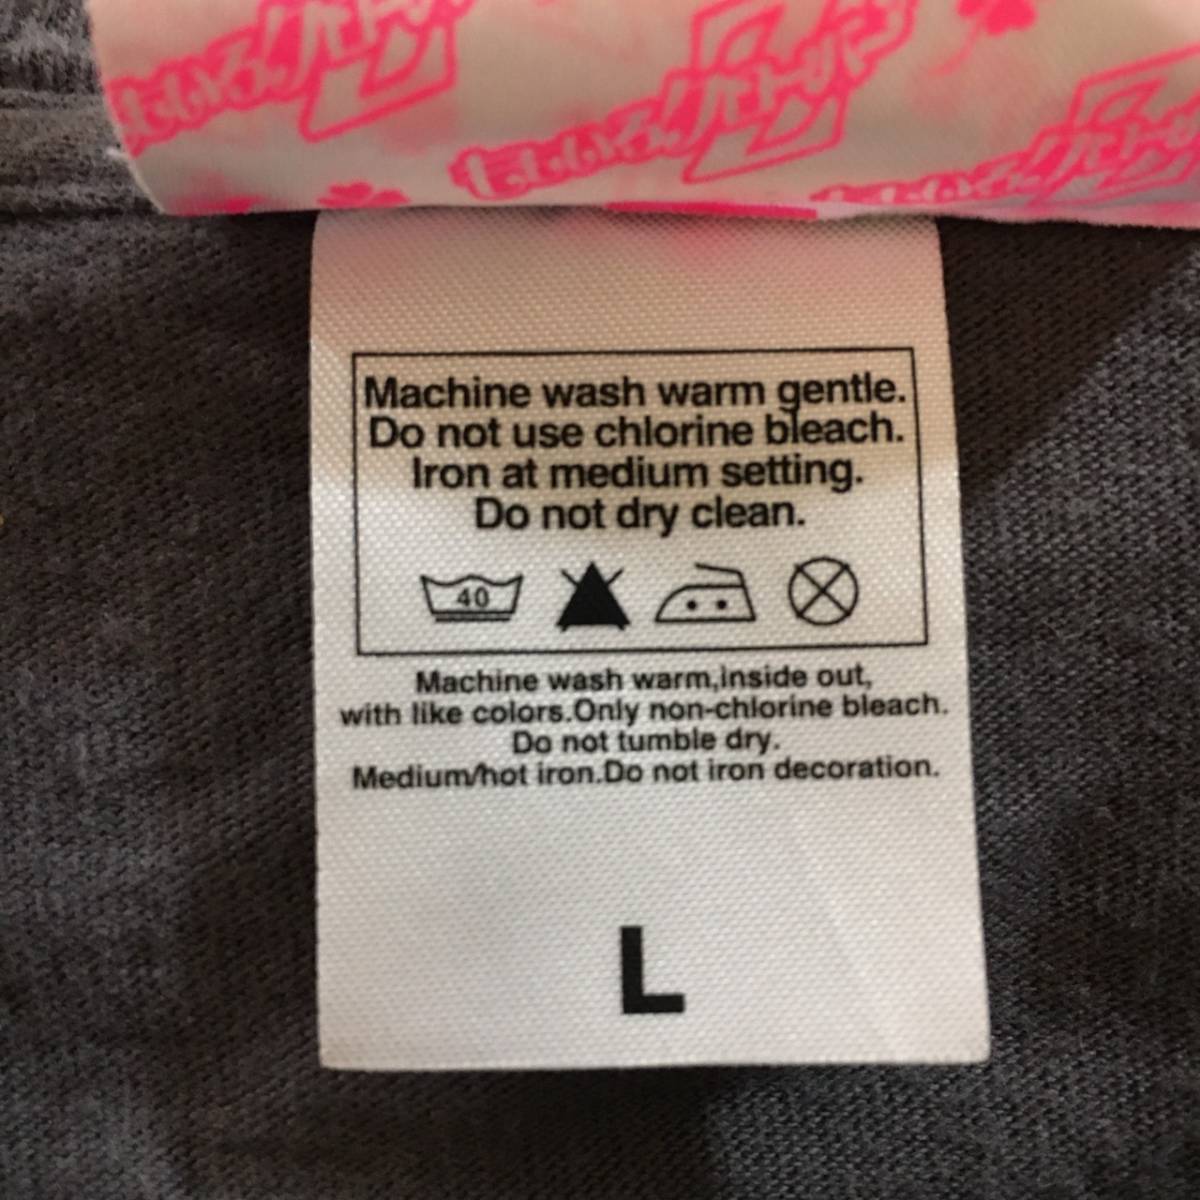 Machine wash warm gentle.
Do not use chlorine bleach.
Iron at medium setting.
Do not dry clean.
40
Machine wash warm,inside out,
with like colors.Only non-chlorine bleach.
Do not tumble dry.
Medium/hot iron.Do not iron decoration.
L